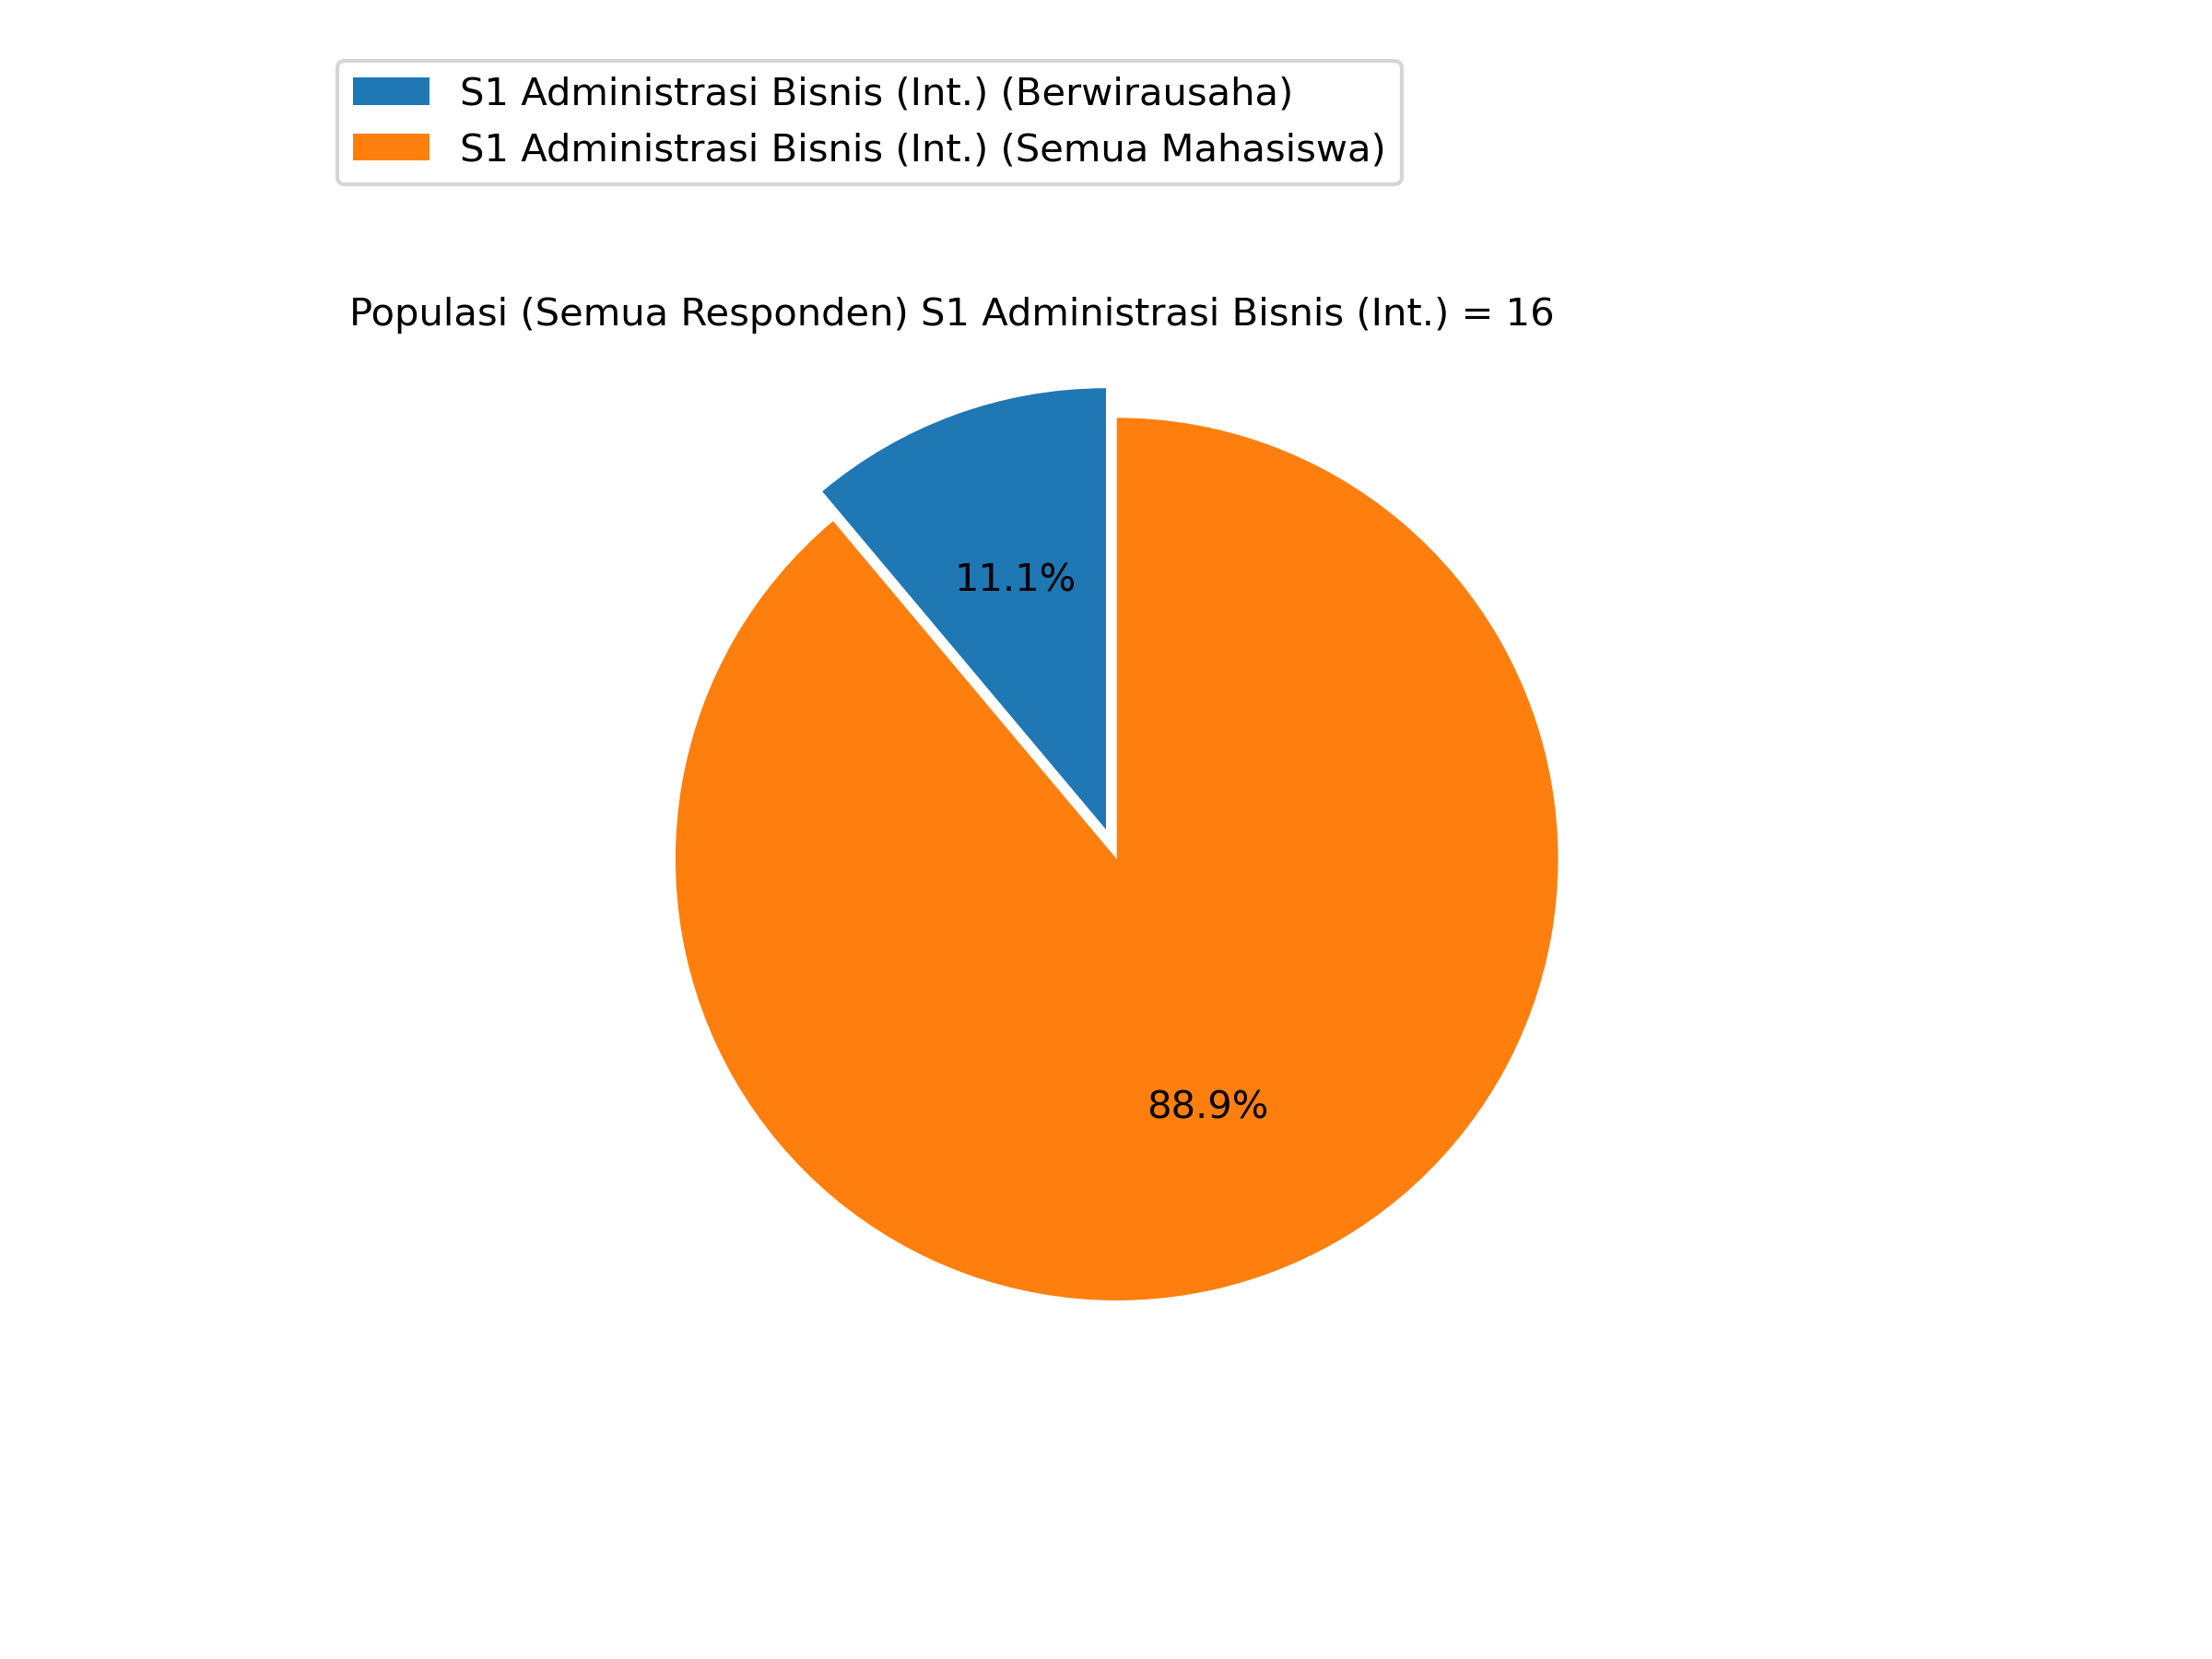 S1 Administrasi Bisnis (Int.) (Berwirausaha)
S1 Administrasi Bisnis (Int.) (Semua Mahasiswa)
Populasi (Semua Responden) S1 Administrasi Bisnis (Int.) = 16
11.1%
88.9%